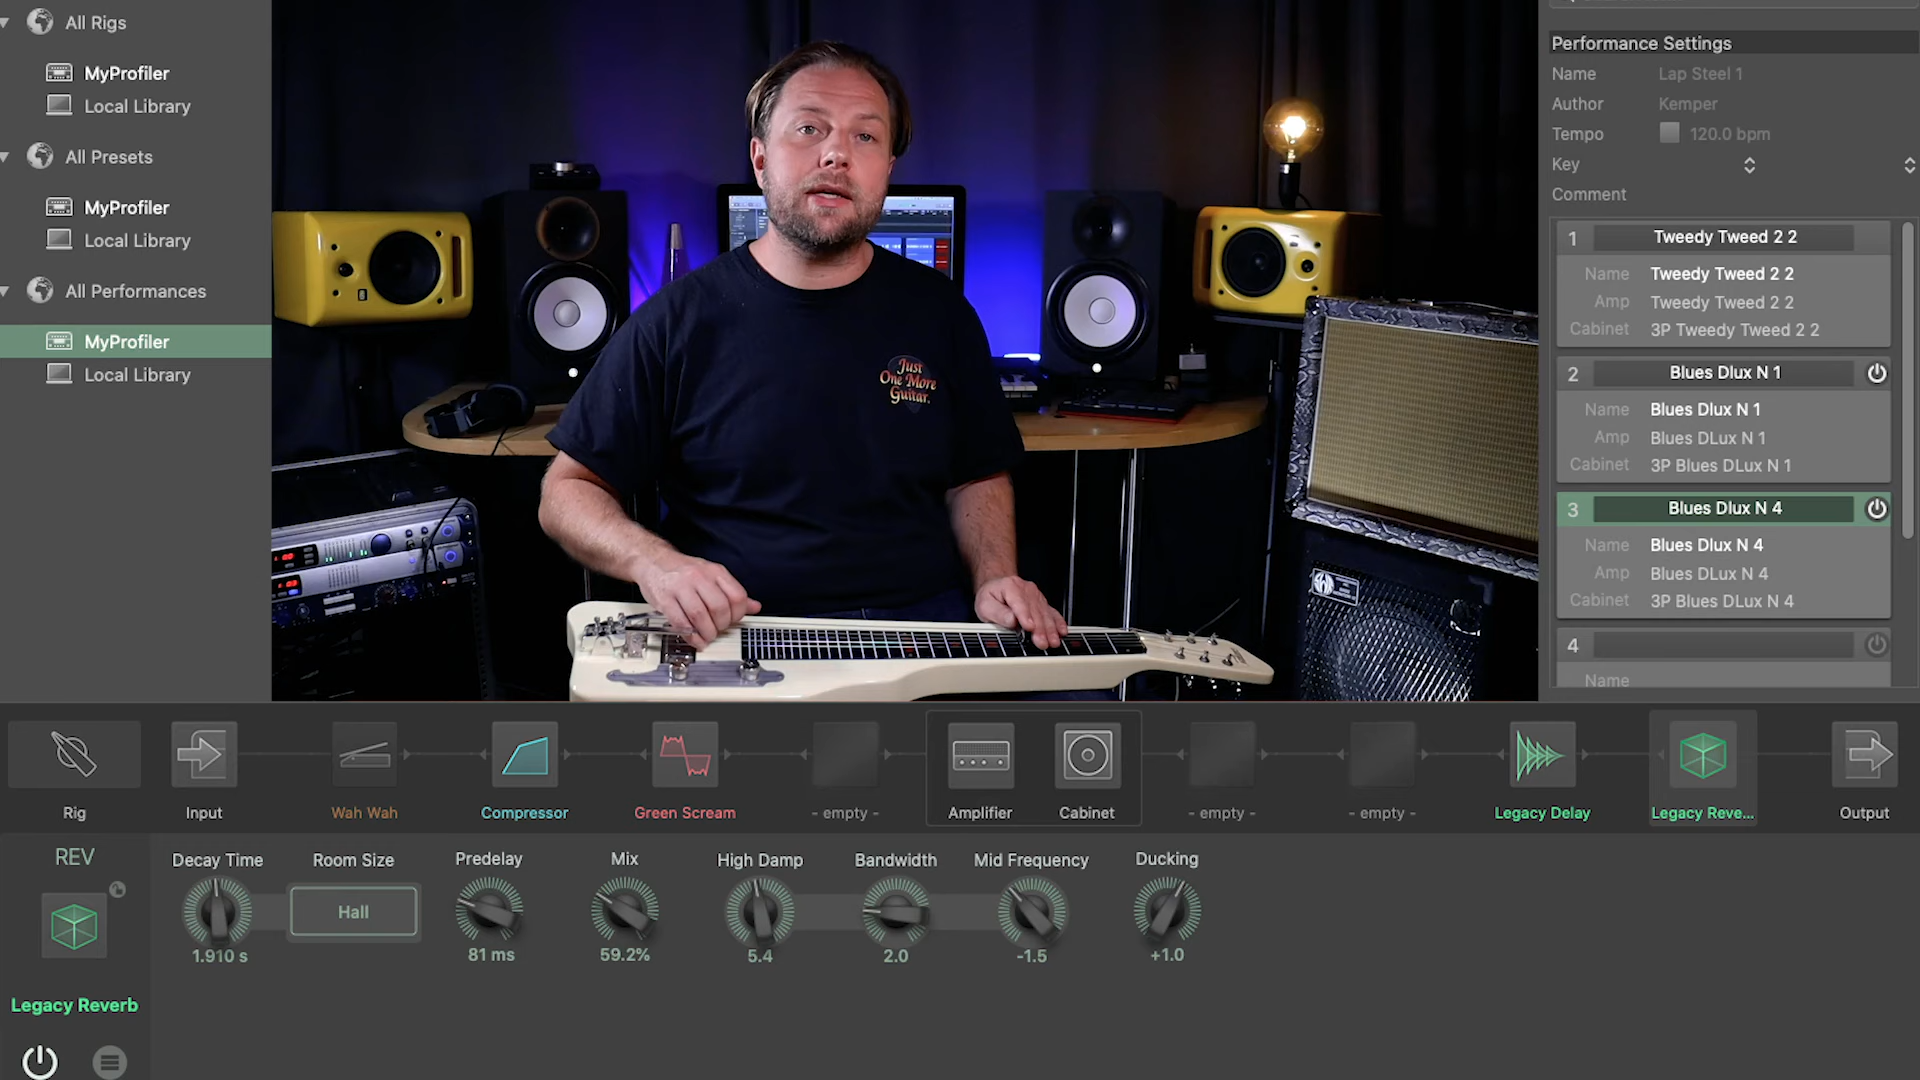 All Rigs
MyProfiler
Local Library
All Presets
MyProfiler
Local Library
All Performances
MyProfiler
Local Library
Just
One More
Guitar.
Performance Settings
Name Lap Steel 1
Author Kemper
Tempo 120.0 bpm
Key
Comment
1 Tweedy Tweed 2 2
Name Tweedy Tweed 2 2
Amp Tweedy Tweed 2 2
Cabinet 3P Tweedy Tweed 2 2
2 Blues Dlux N 1
Name Blues Dlux N 1
Amp Blues DLux N 1
Cabinet 3P Blues DLux N 1
3 Blues Dlux N 4
Name Blues Dlux N 4
Amp Blues DLux N 4
Cabinet 3P Blues DLux N 4
4
Name
Rig
Input
Wah Wah
Compressor
Green Scream
- empty -
Amplifier
Cabinet
- empty -
- empty -
Legacy Delay
Legacy Reve...
Output
REV
Legacy Reverb
Decay Time Room Size Predelay Mix High Damp Bandwidth Mid Frequency Ducking
Hall
1.910 s 81 ms 59.2% 5.4 2.0 -1.5 +1.0